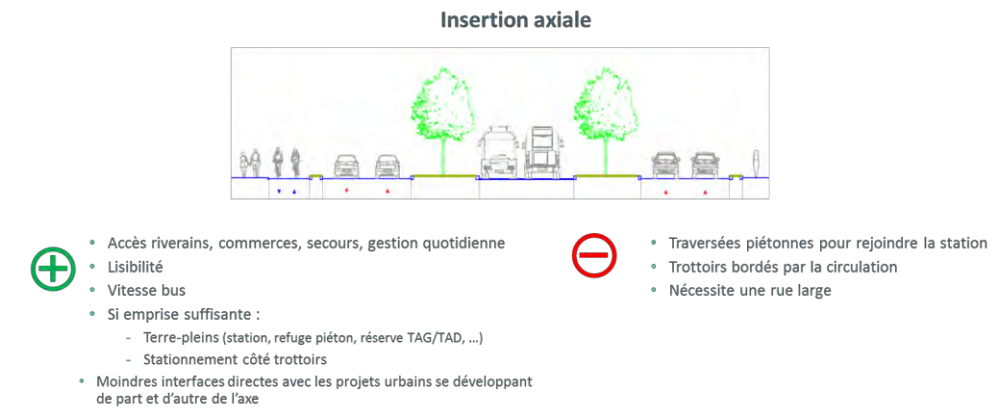 Insertion axiale
• Accès riverains, commerces, secours, gestion quotidienne
• Lisibilité
• Vitesse bus
• Si emprise suffisante :
- Terre-pleins (station, refuge piéton, réserve TAG/TAD, …)
- Stationnement côté trottoirs
• Moindres interfaces directes avec les projets urbains se développant
de part et d'autre de l'axe
• Traversées piétonnes pour rejoindre la station
• Trottoirs bordés par la circulation
• Nécessite une rue large